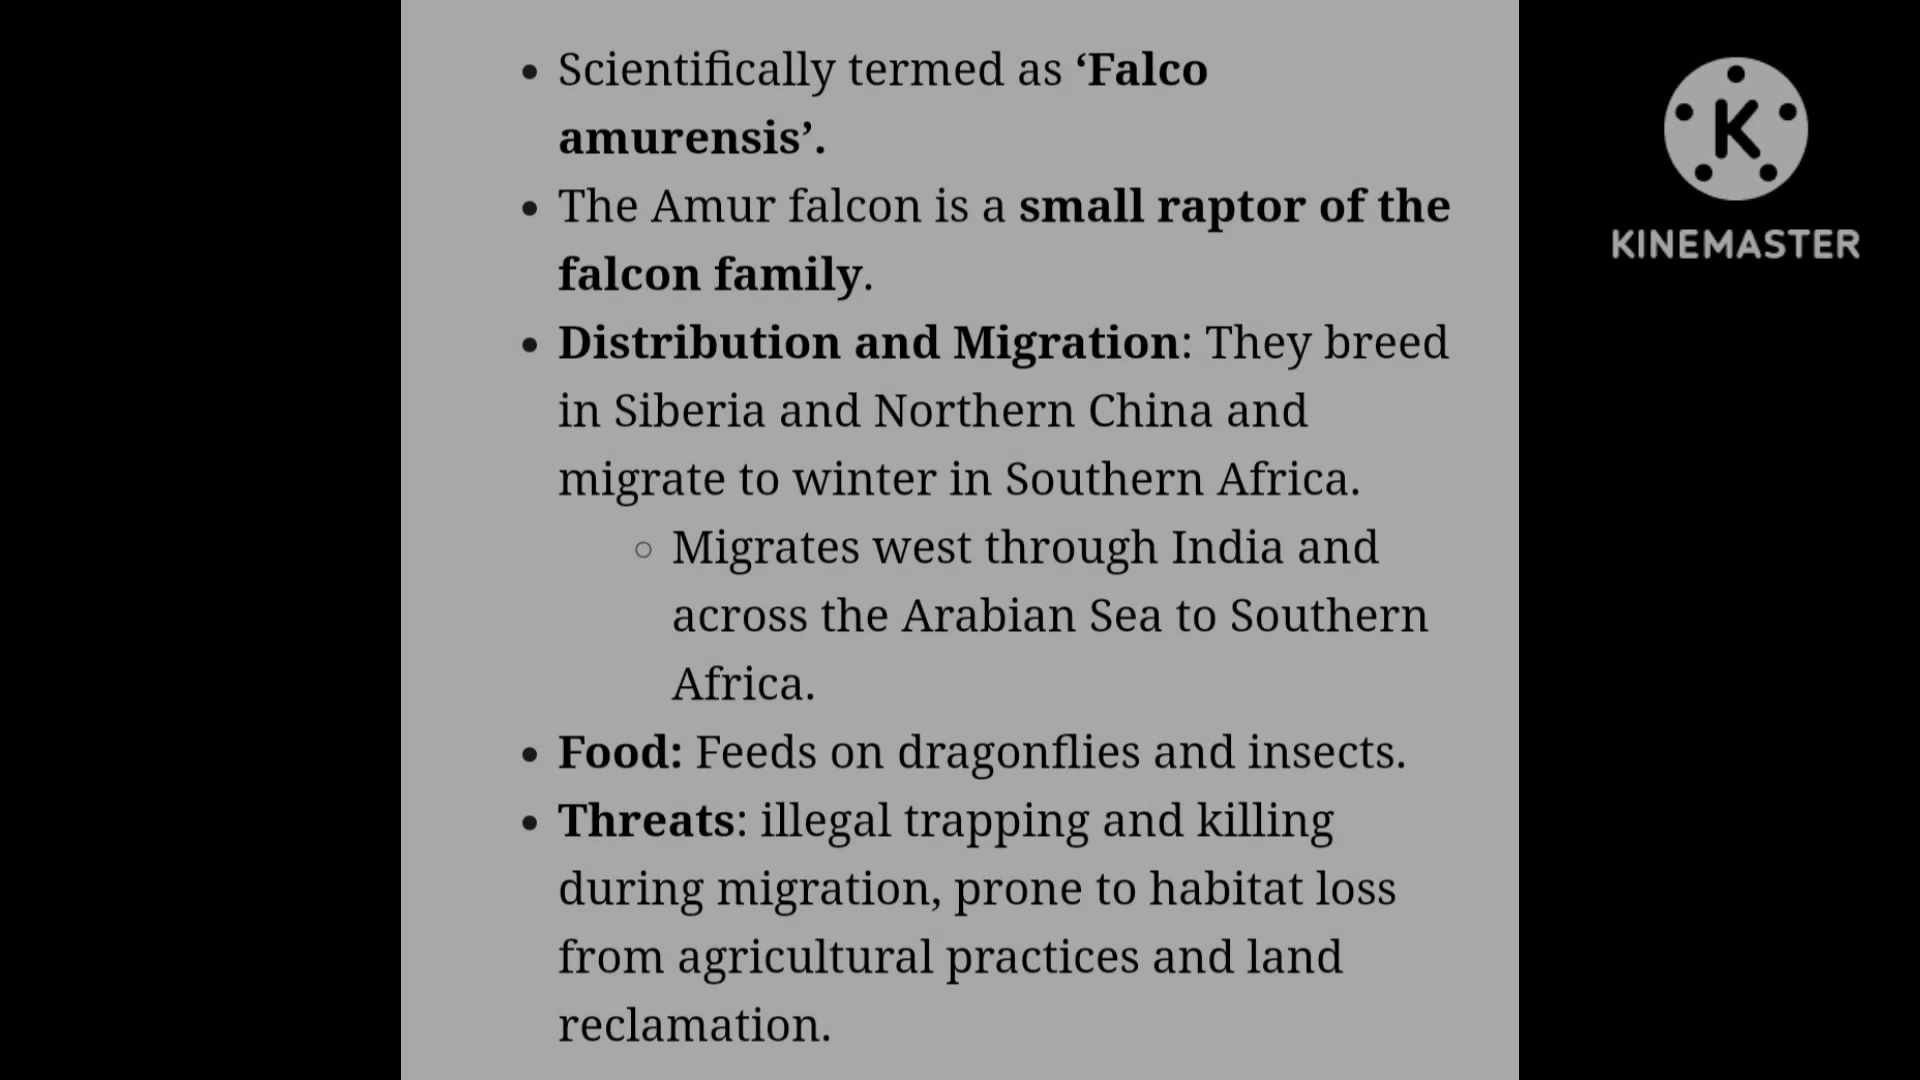 Scientifically termed as ‘Falco
amurensis’.
The Amur falcon is a small raptor of the
falcon family.
Distribution and Migration: They breed
in Siberia and Northern China and
migrate to winter in Southern Africa.
Migrates west through India and
across the Arabian Sea to Southern
Africa.
Food: Feeds on dragonflies and insects.
Threats: illegal trapping and killing
during migration, prone to habitat loss
from agricultural practices and land
reclamation.
K
KINEMASTER